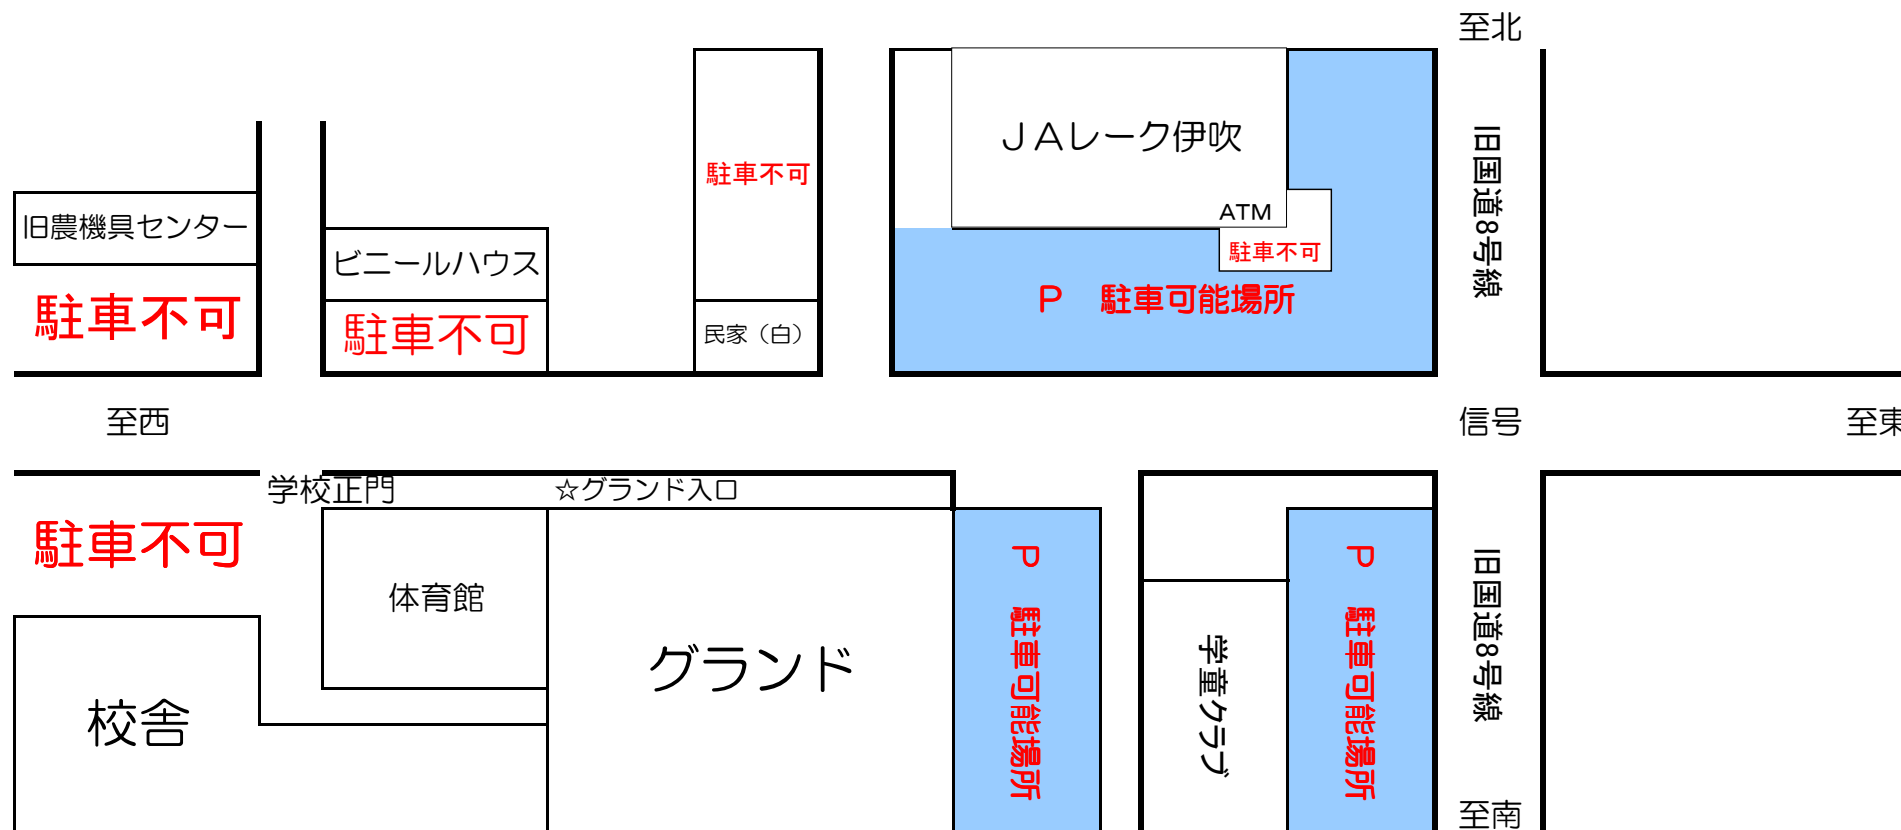 至北
ＪＡレーク伊吹
旧国道8号線
駐車不可
旧農機具センター
ATM
ビニールハウス
駐車不可
駐車不可
Ｐ　駐車可能場所
駐車不可
民家（白）
至西
信号
至東
学校正門
☆グランド入口
駐車不可
体育館
グランド
Ｐ　駐車可能場所
学童クラブ
Ｐ　駐車可能場所
旧国道8号線
校舎
至南